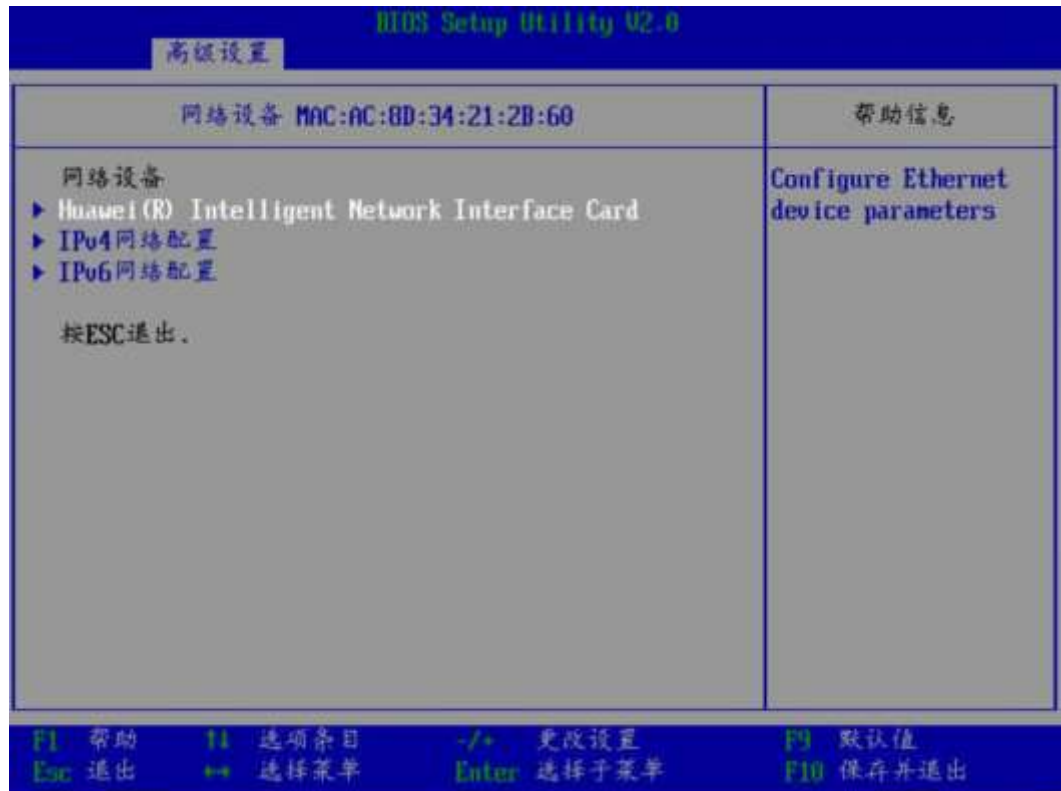 BIOS Setup Utility V2.0
高级设置
网络设备 MAC:AC:8D:34:21:2B:60
帮助信息
网络设备
Huawei(R) Intelligent Network Interface Card
IPv4网络配置
IPv6网络配置
按ESC退出.
Configure Ethernet
device parameters
F1 帮助 ↑↓ 选项条目 -/+ 更改设置 F9 默认值
Esc 退出 ←→ 选择菜单 Enter 选择子菜单 F10 保存并退出